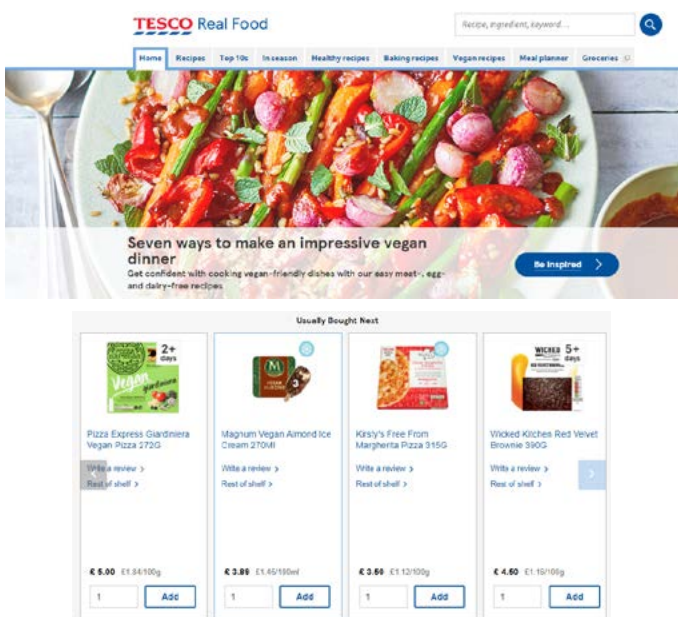 TESCO Real Food
Recipe, ingredient, keyword...
Home Recipes Top 10s In season Healthy recipes Baking recipes Vegan recipes Meal planner Groceries
Seven ways to make an impressive vegan
dinner
Get confident with cooking vegan-friendly dishes with our easy meat-, egg-
and dairy-free recipes
Be inspired
Usually Bought Next
2+
days
Vegan
giardiniera
M
3
WICKED
5+
days
Pizza Express Giardiniera
Vegan Pizza 272G
Magnum Vegan Almond Ice
Cream 270Ml
Kirsty's Free From
Margherita Pizza 315G
Wicked Kitchen Red Velvet
Brownie 390G
Write a review > Write a review > Write a review > Write a review >
Rest of shelf > Rest of shelf > Rest of shelf > Rest of shelf >
£ 5.00 £1.84/100g £ 3.99 £1.48/100ml £ 3.50 £1.12/100g £ 4.50 £1.16/100g
1 Add 1 Add 1 Add 1 Add